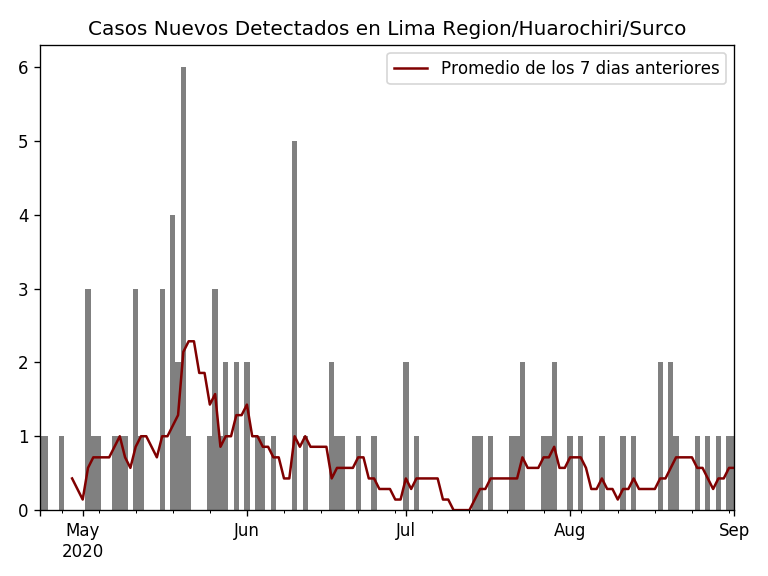 Casos Nuevos Detectados en Lima Region/Huarochiri/Surco
Promedio de los 7 dias anteriores
6
5
4
3
2
1
0
May Jun Jul Aug Sep
2020